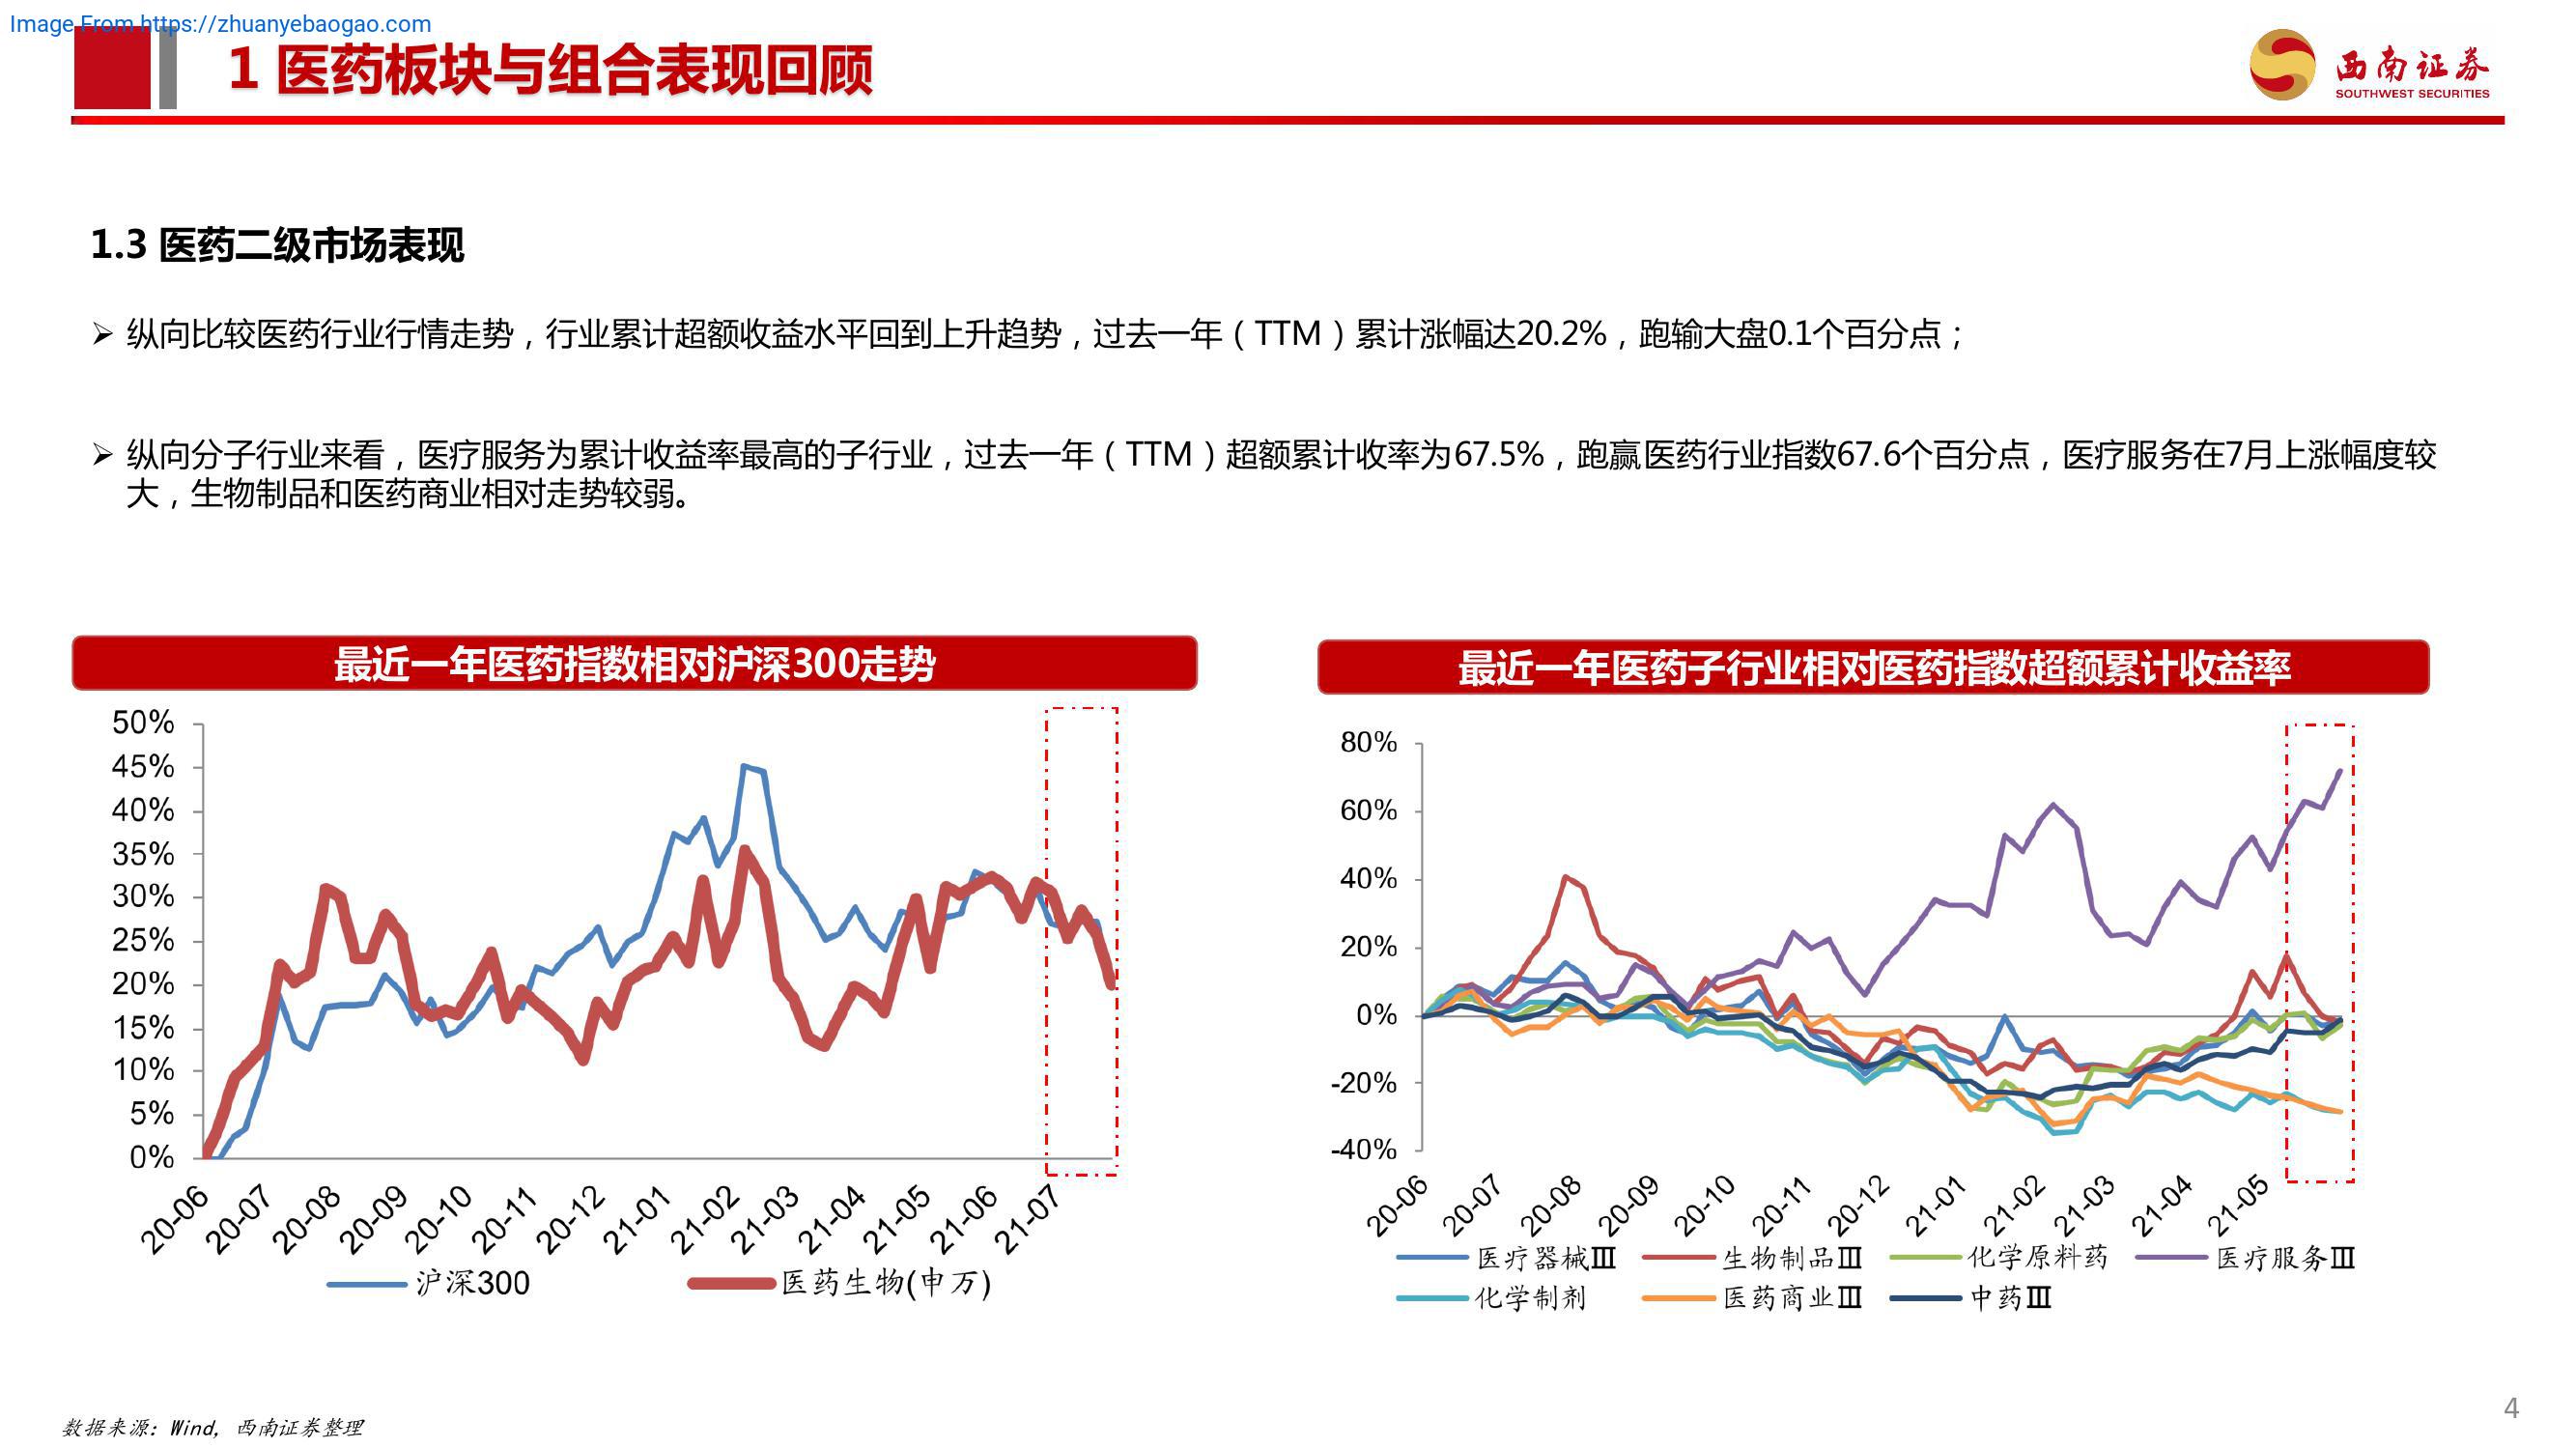 Image From https://zhuanyebaogao.com
1 医药板块与组合表现回顾
西南证券
SOUTHWEST SECURITIES
1.3 医药二级市场表现
➢ 纵向比较医药行业行情走势，行业累计超额收益水平回到上升趋势，过去一年（TTM）累计涨幅达20.2%，跑输大盘0.1个百分点；
➢ 纵向分子行业来看，医疗服务为累计收益率最高的子行业，过去一年（TTM）超额累计收率为67.5%，跑赢医药行业指数67.6个百分点，医疗服务在7月上涨幅度较
大，生物制品和医药商业相对走势较弱。
最近一年医药指数相对沪深300走势
50%
45%
40%
35%
30%
25%
20%
15%
10%
5%
0%
20-06 20-07 20-08 20-09 20-10 20-11 20-12 21-01 21-02 21-03 21-04 21-05 21-06 21-07
沪深300 医药生物(申万)
最近一年医药子行业相对医药指数超额累计收益率
80%
60%
40%
20%
0%
-20%
-40%
20-06 20-07 20-08 20-09 20-10 20-11 20-12 21-01 21-02 21-03 21-04 21-05
医疗器械Ⅲ 生物制品Ⅲ 化学原料药 医疗服务Ⅲ
化学制剂 医药商业Ⅲ 中药Ⅲ
数据来源：Wind，西南证券整理
4